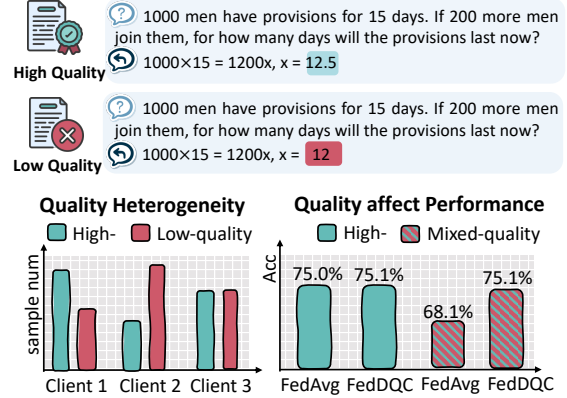 1000 men have provisions for 15 days. If 200 more men
join them, for how many days will the provisions last now?
1000×15 = 1200x, x = 12.5
High Quality
1000 men have provisions for 15 days. If 200 more men
join them, for how many days will the provisions last now?
1000×15 = 1200x, x = 12
Low Quality
Quality Heterogeneity
High- Low-quality
sample num
Client 1 Client 2 Client 3
Quality affect Performance
High- Mixed-quality
Acc
75.0% 75.1% 68.1% 75.1%
FedAvg FedDQC FedAvg FedDQC